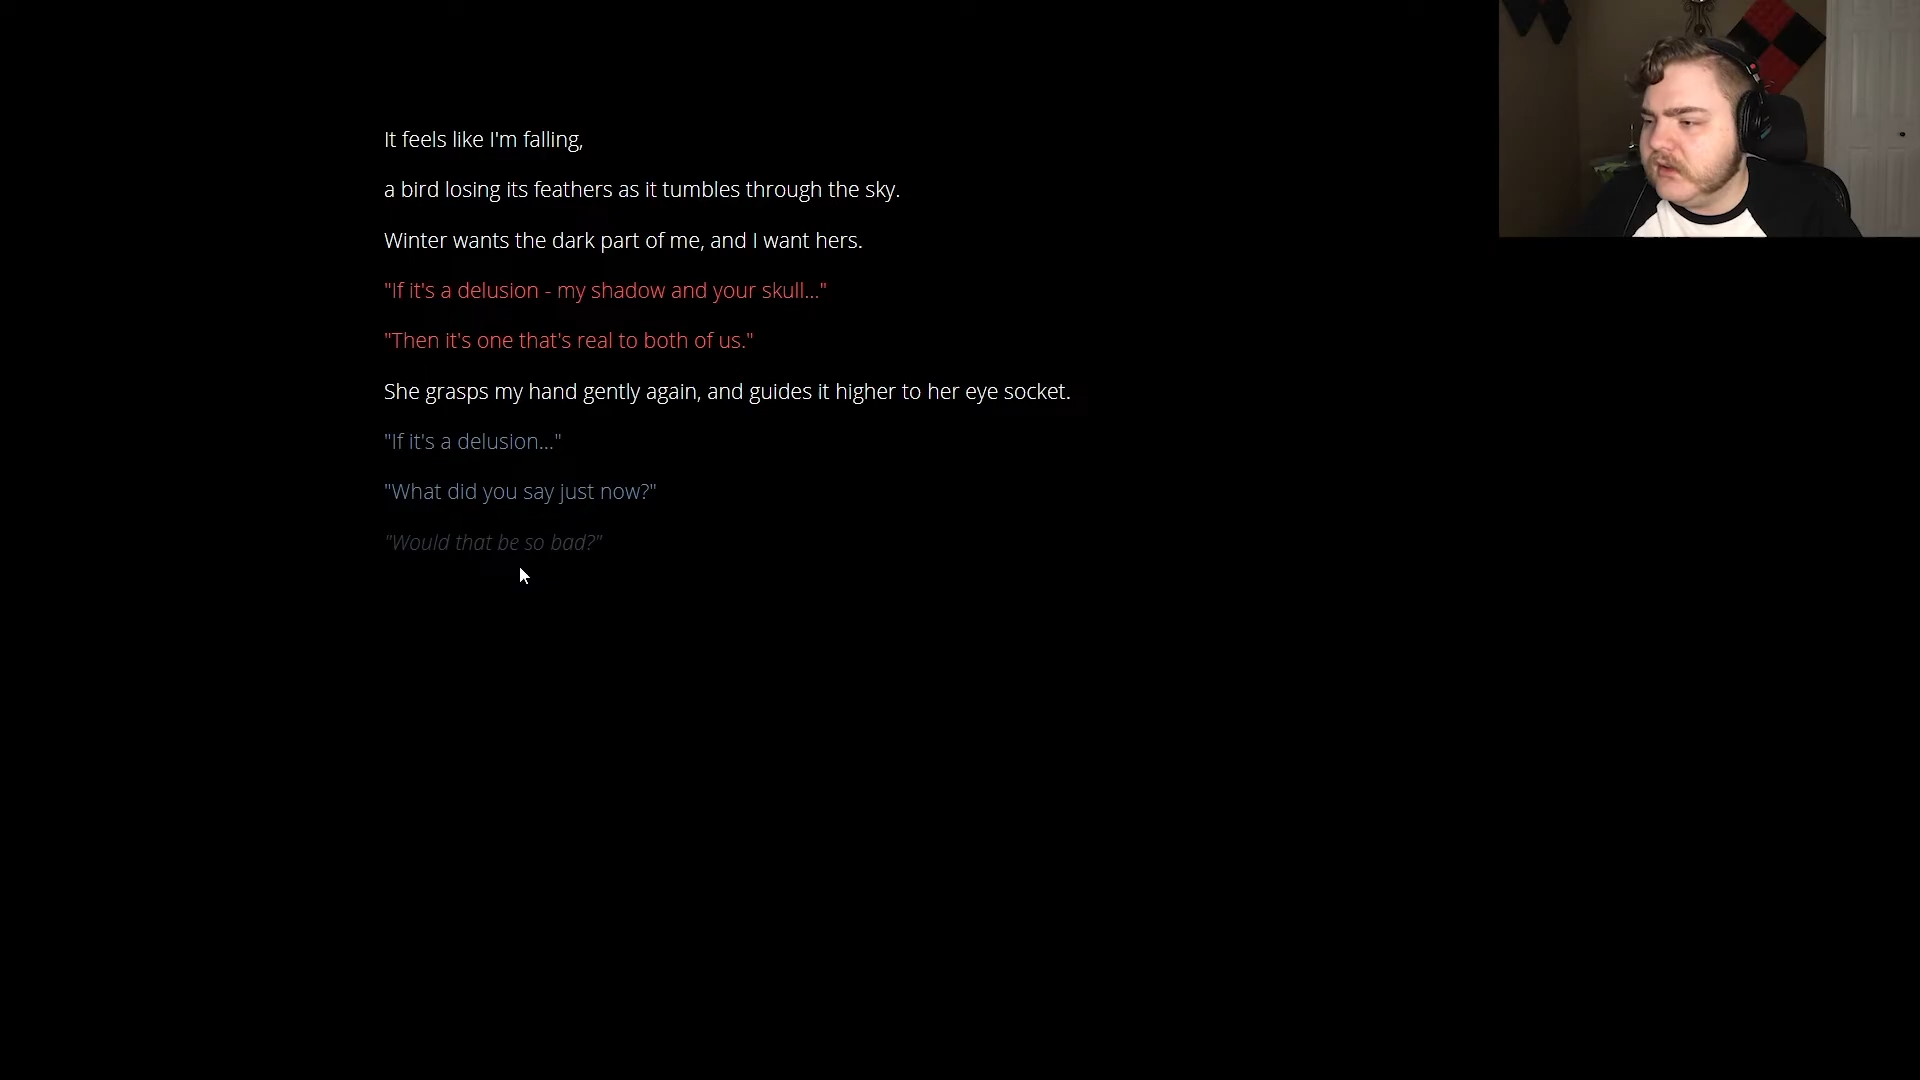 It feels like I'm falling,
a bird losing its feathers as it tumbles through the sky.
Winter wants the dark part of me, and I want hers.
"If it's a delusion - my shadow and your skull..."
"Then it's one that's real to both of us."
She grasps my hand gently again, and guides it higher to her eye socket.
"If it's a delusion..."
"What did you say just now?"
"Would that be so bad?"